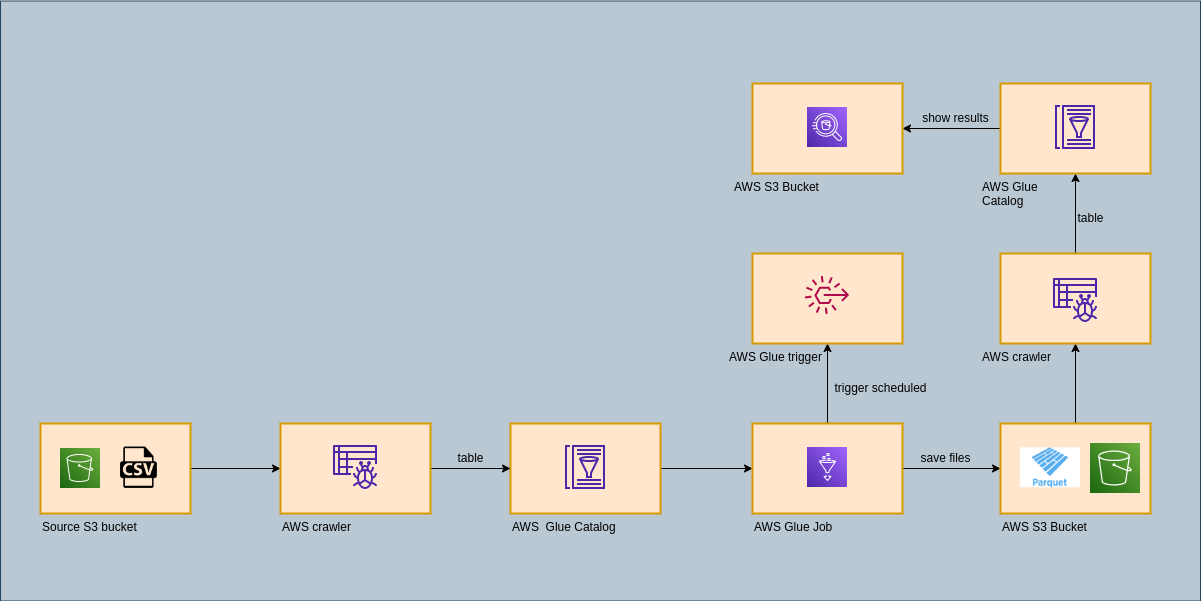 show results
AWS S3 Bucket
AWS Glue
Catalog
table
AWS Glue trigger
AWS crawler
trigger scheduled
CSV
table
save files
Parquet
Source S3 bucket
AWS crawler
AWS  Glue Catalog
AWS Glue Job
AWS S3 Bucket